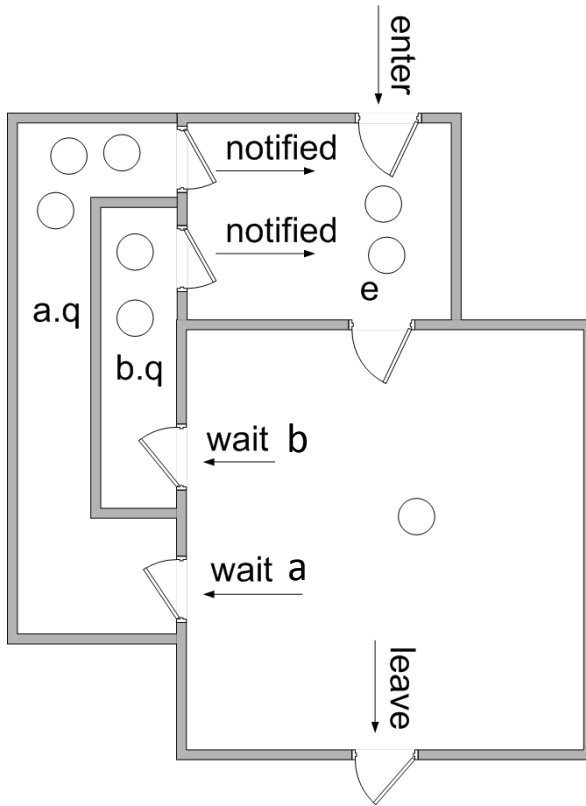 enter
notified
notified
e
a.q
b.q
wait b
wait a
leave